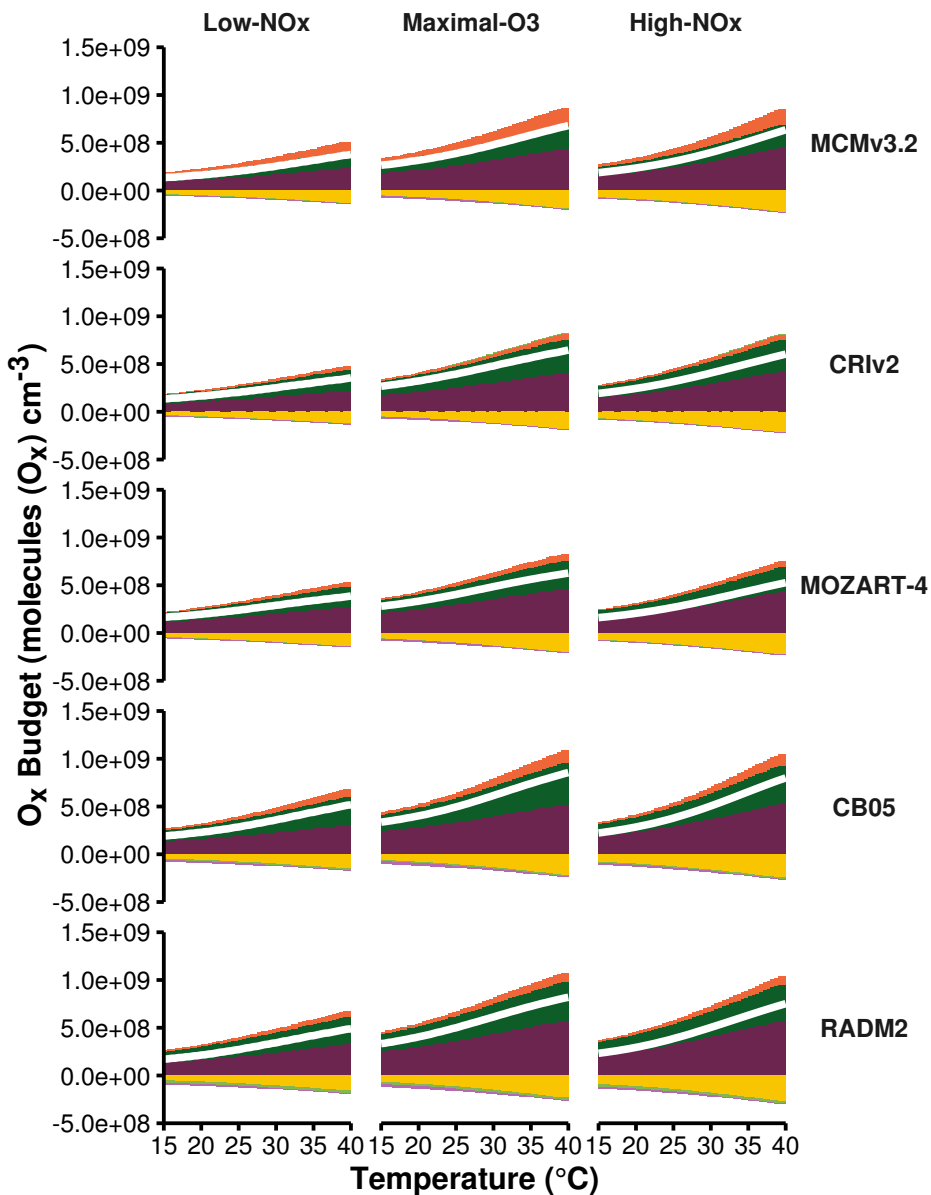 Low-NOx Maximal-O3 High-NOx
1.5e+09
1.0e+09
5.0e+08
0.0e+00
-5.0e+08
MCMv3.2
1.5e+09
1.0e+09
5.0e+08
0.0e+00
-5.0e+08
CRIv2
1.5e+09
1.0e+09
5.0e+08
0.0e+00
-5.0e+08
MOZART-4
1.5e+09
1.0e+09
5.0e+08
0.0e+00
-5.0e+08
CB05
1.5e+09
1.0e+09
5.0e+08
0.0e+00
-5.0e+08
RADM2
Ox Budget (molecules (Ox) cm-3)
15 20 25 30 35 40 15 20 25 30 35 40 15 20 25 30 35 40
Temperature (°C)